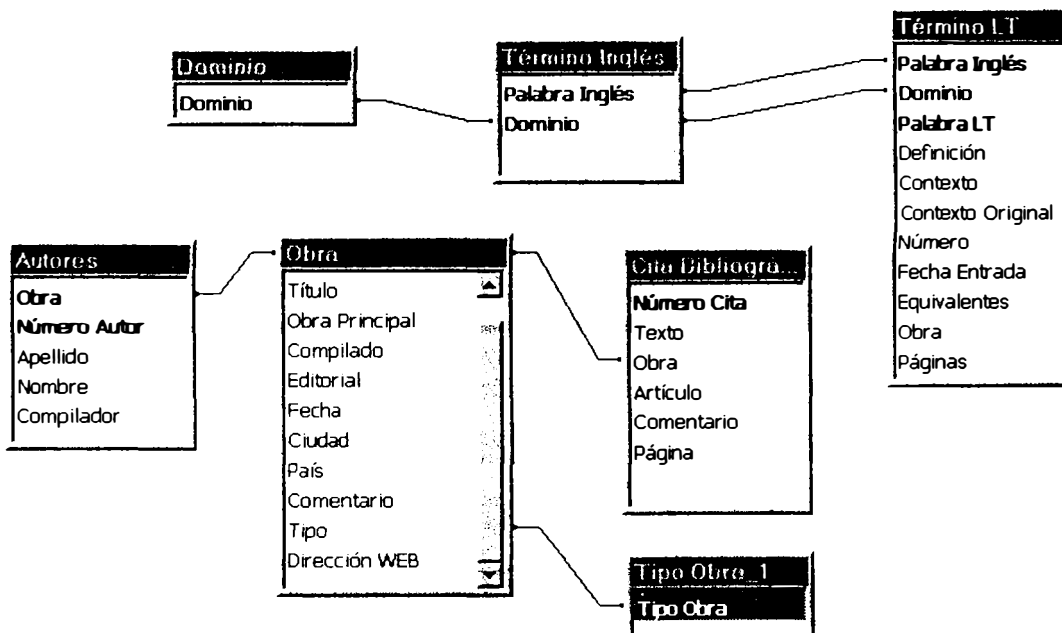 Dominio
Dominio
Término Inglés
Palabra Inglés
Dominio
Término LT
Palabra Inglés
Dominio
Palabra LT
Definición
Contexto
Contexto Original
Número
Fecha Entrada
Equivalentes
Obra
Páginas
Autores
Obra
Número Autor
Apellido
Nombre
Compilador
Obra
Título
Obra Principal
Compilado
Editorial
Fecha
Ciudad
País
Comentario
Tipo
Dirección WEB
Cita Bibliogra...
Número Cita
Texto
Obra
Artículo
Comentario
Página
Tipo Obra_1
Tipo Obra